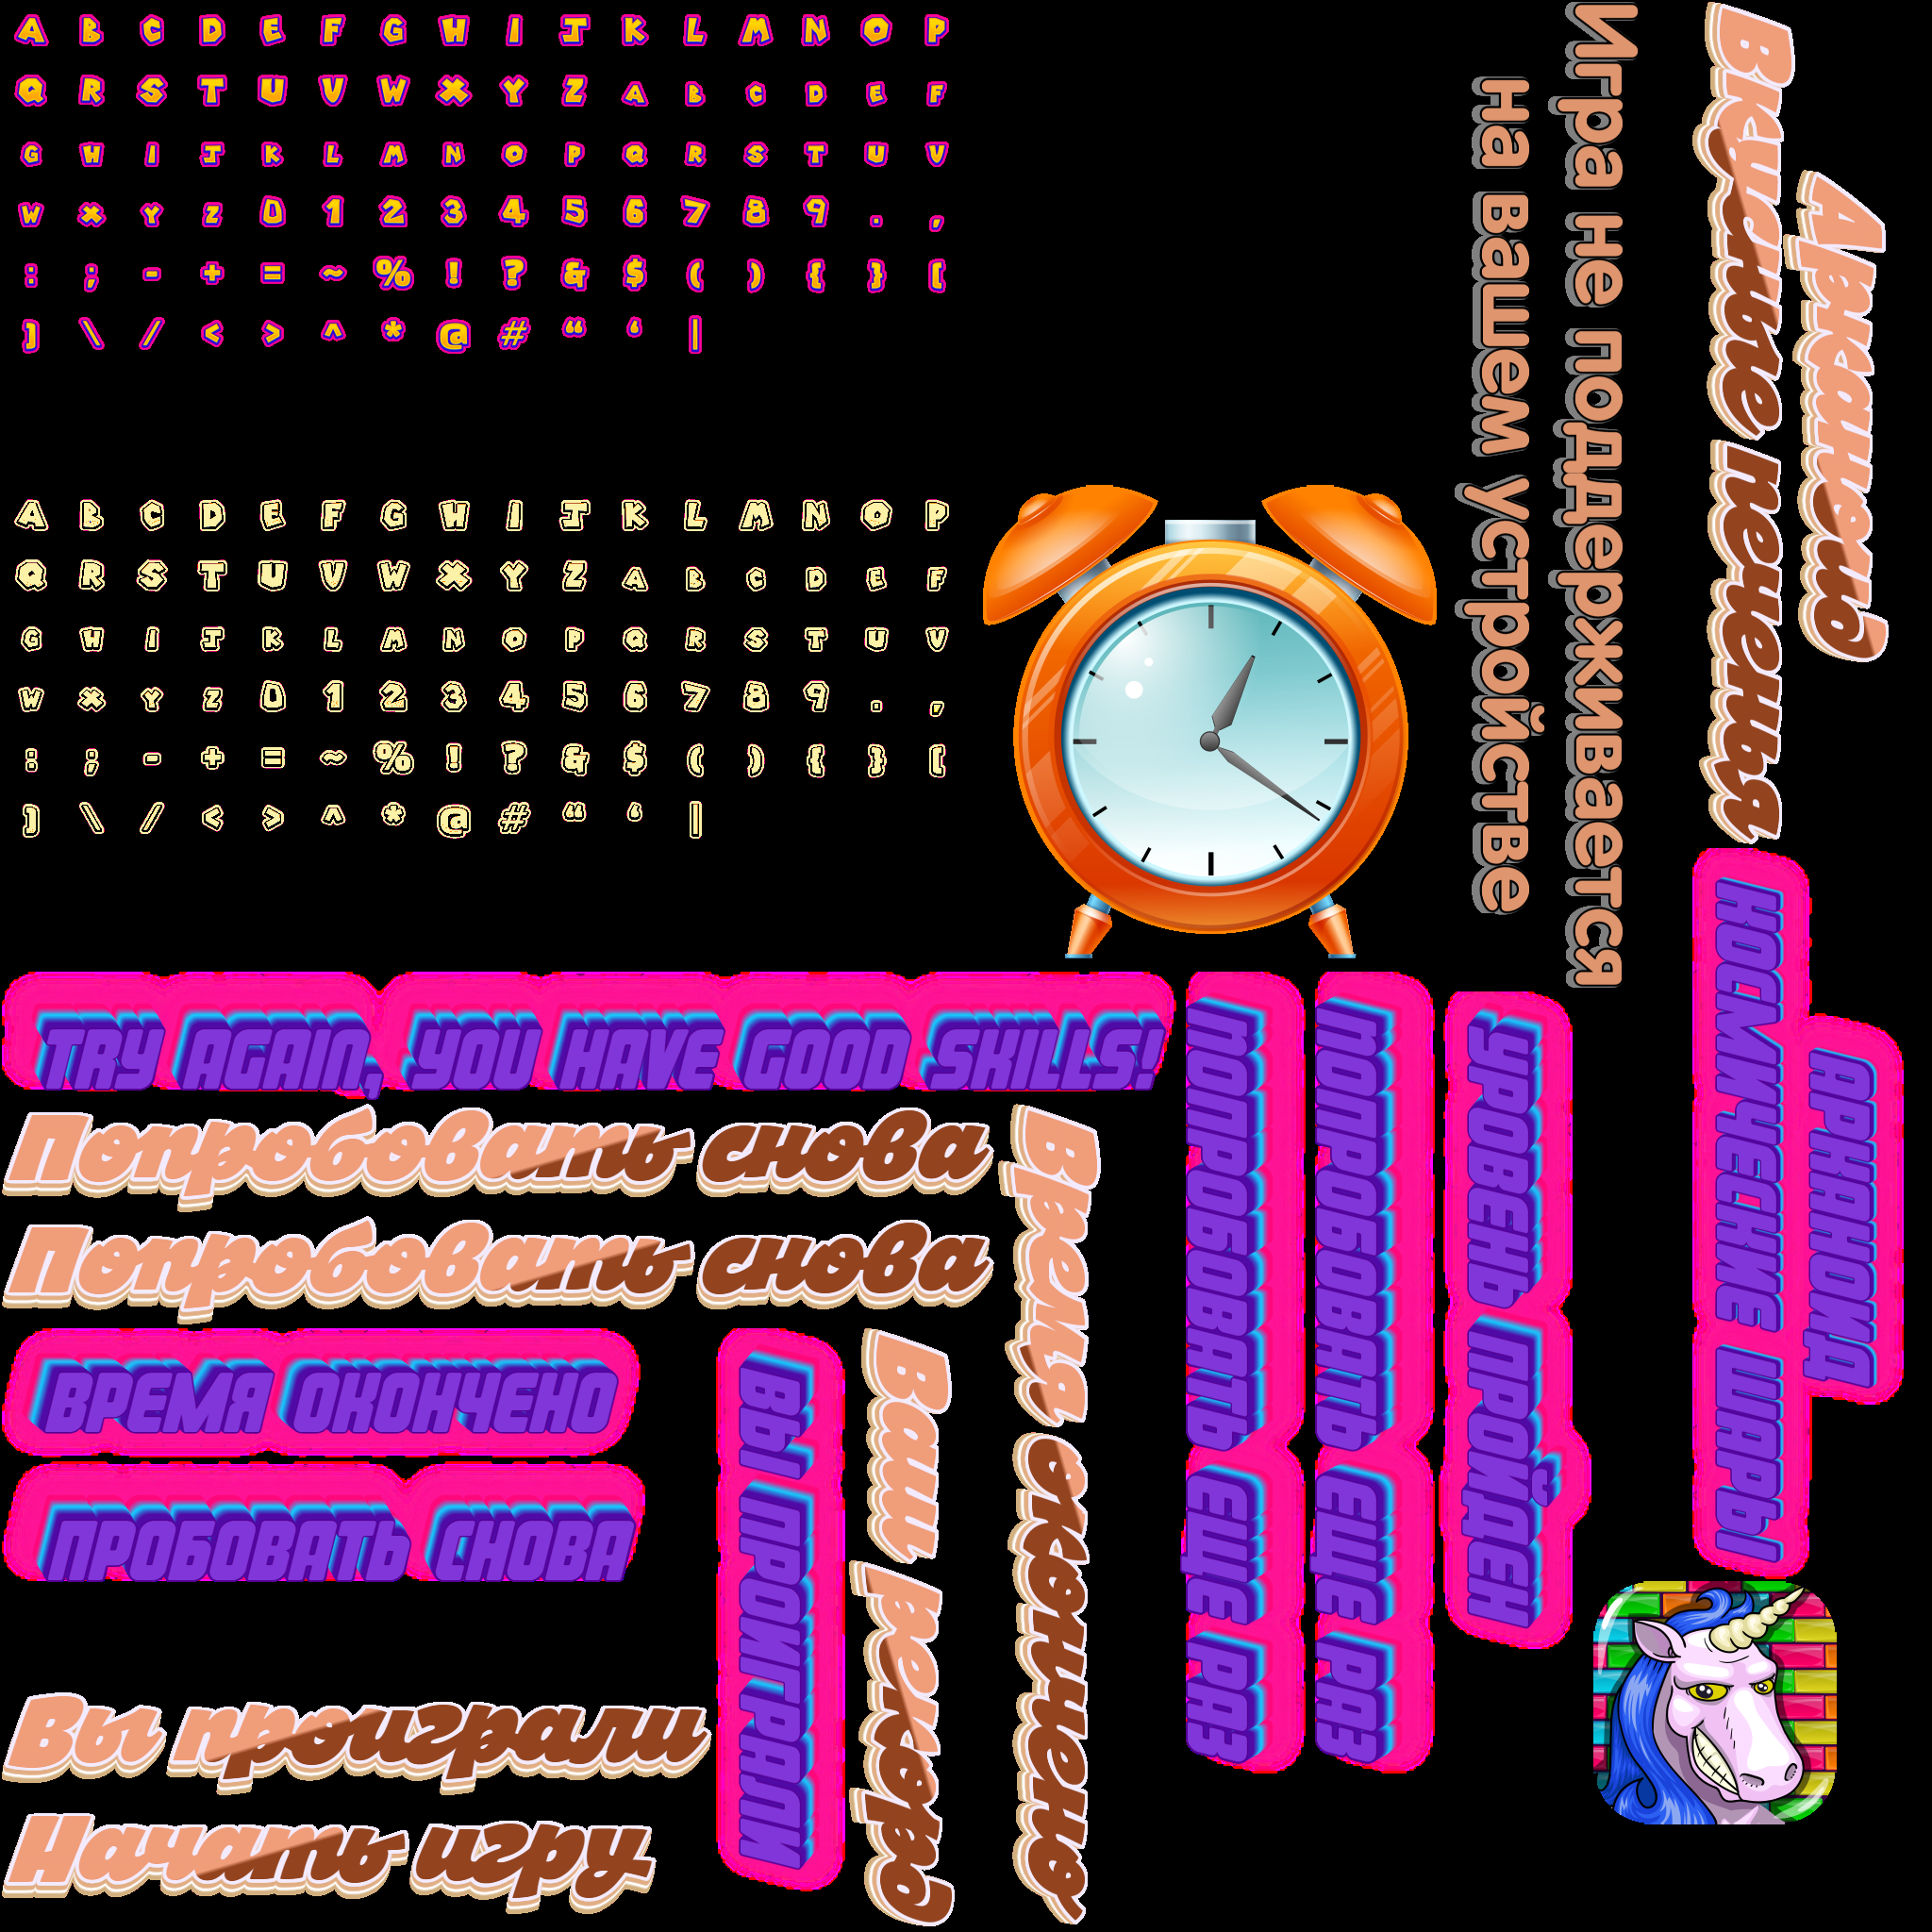 A B C D E F G H I J K L M N O P
Q R S T U V W X Y Z A B C D E F
G H I J K L M N O P Q R S T U V
W X Y Z 0 1 2 3 4 5 6 7 8 9 . ,
: ; - + = ~ % ! ? & $ ( ) { } [
] \ / < > ^ * @ # “ ‘ |
A B C D E F G H I J K L M N O P
Q R S T U V W X Y Z A B C D E F
G H I J K L M N O P Q R S T U V
W X Y Z 0 1 2 3 4 5 6 7 8 9 . ,
: ; - + = ~ % ! ? & $ ( ) { } [
] \ / < > ^ * @ # “ ‘ |
Игра не поддерживается
на вашем устройстве
Арканоид
Вкусные печенья
АРКАНОИД
КОСМИЧЕСКИЕ ШАРЫ
TRY AGAIN, YOU HAVE GOOD SKILLS!
Попробовать снова
Попробовать снова
ВРЕМЯ ОКОНЧЕНО
ПРОБОВАТЬ СНОВА
Вы проиграли
Начать игру
ВЫ ПРОИГРАЛИ
Ваш рекорд
Время окончено
ПОПРОБОВАТЬ ЕЩЕ РАЗ
ПОПРОБОВАТЬ ЕЩЕ РАЗ
УРОВЕНЬ ПРОЙДЕН